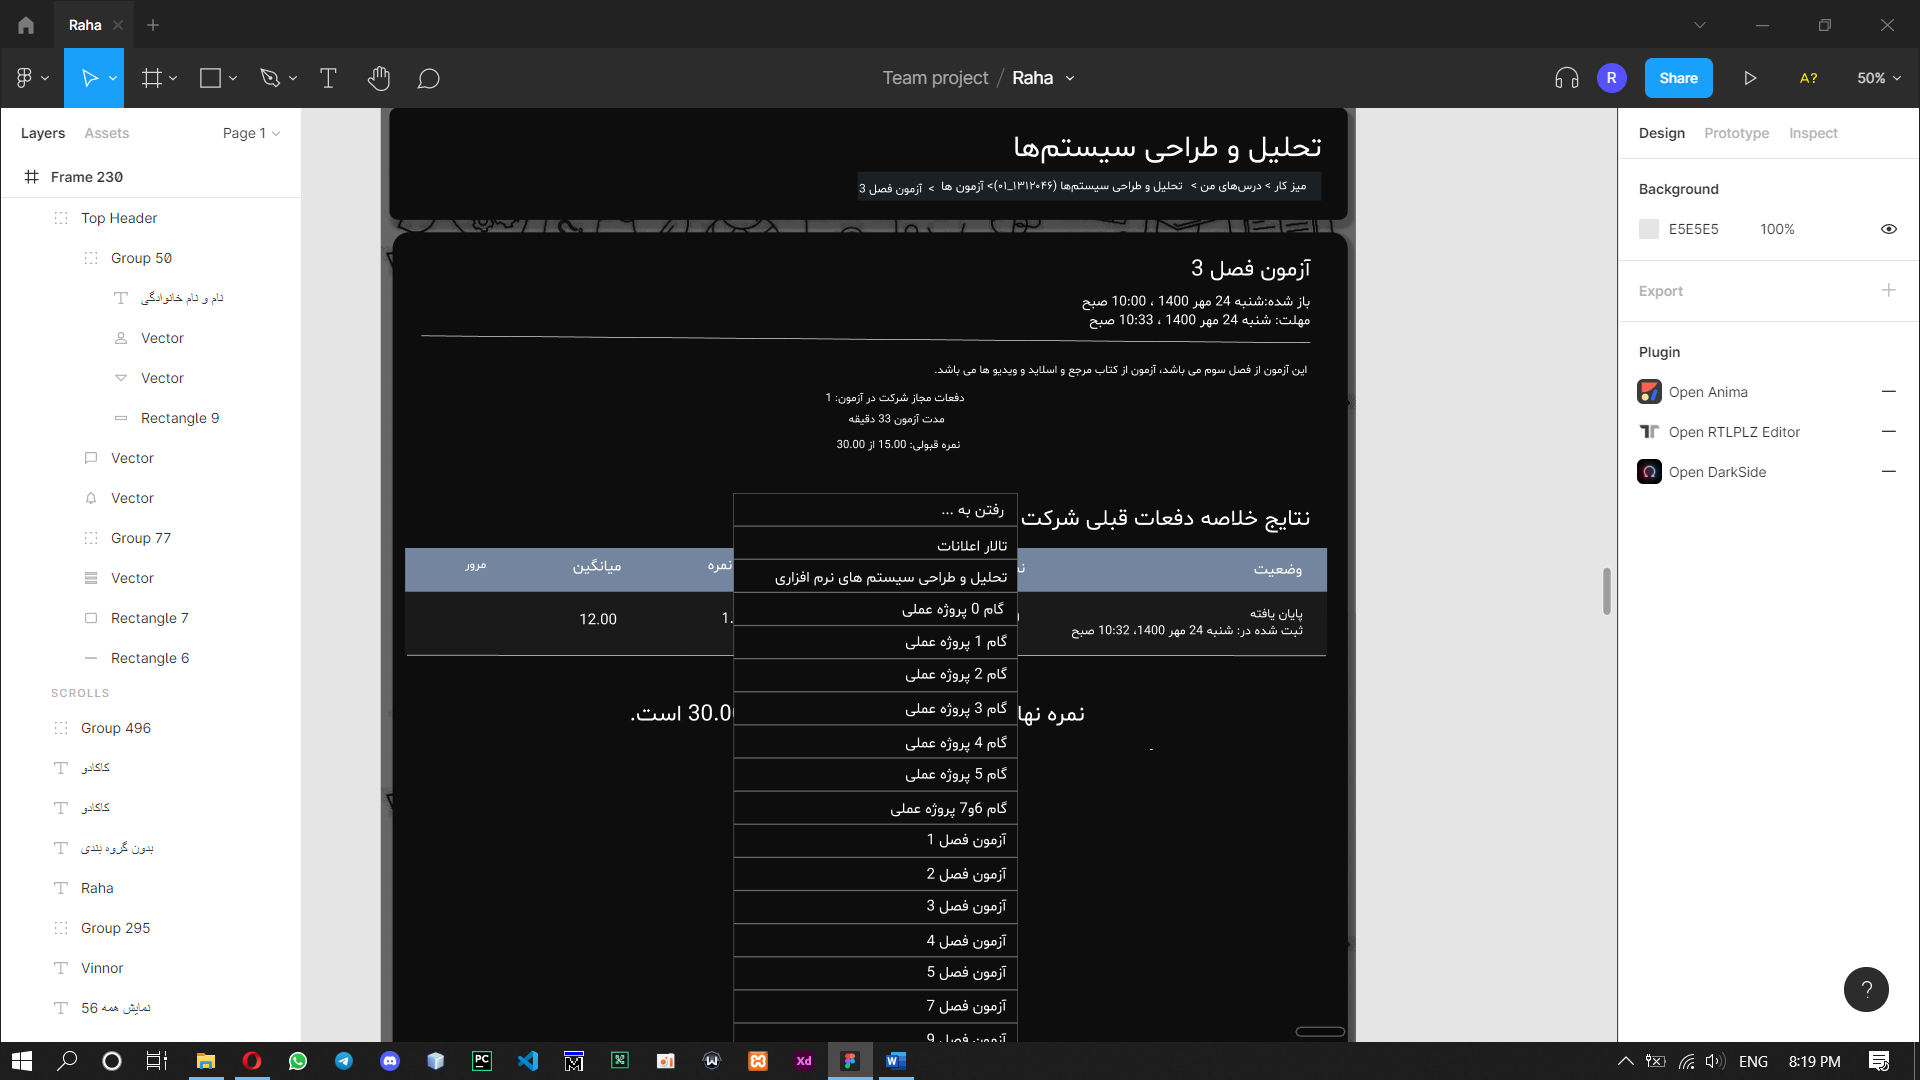 Raha
Team project / Raha
R
Share
A?
50%
Layers
Assets
Page 1
Frame 230
Top Header
Group 50
نام و نام خانوادگی
Vector
Vector
Rectangle 9
Vector
Vector
Group 77
Vector
Rectangle 7
Rectangle 6
SCROLLS
Group 496
کاکادو
کاکادو
بدون گروه بندی
Raha
Group 295
Vinnor
نمایش همه 56
تحلیل و طراحی سیستم‌ها
میز کار > درس‌های من > تحلیل و طراحی سیستم‌ها (۱۳۱۲۰۴۶_۰۱)> آزمون ها > آزمون فصل 3
آزمون فصل 3
باز شده:شنبه 24 مهر 1400 ، 10:00 صبح
مهلت: شنبه 24 مهر 1400 ، 10:33 صبح
این آزمون از فصل سوم می باشد، آزمون از کتاب مرجع و اسلاید و ویدیو ها می باشد.
دفعات مجاز شرکت در آزمون: 1
مدت آزمون 33 دقیقه
نمره قبولی: 15.00 از 30.00
نتایج خلاصه دفعات قبلی شرکت
وضعیت
نمره
میانگین
مرور
پایان یافته
ثبت شده در: شنبه 24 مهر 1400، 10:32 صبح
1.
12.00
نمره نها
30.00 است.
رفتن به ...
تالار اعلانات
تحلیل و طراحی سیستم های نرم افزاری
گام 0 پروژه عملی
گام 1 پروژه عملی
گام 2 پروژه عملی
گام 3 پروژه عملی
گام 4 پروژه عملی
گام 5 پروژه عملی
گام 6و7 پروژه عملی
آزمون فصل 1
آزمون فصل 2
آزمون فصل 3
آزمون فصل 4
آزمون فصل 5
آزمون فصل 7
آزمون فصل 9
Design
Prototype
Inspect
Background
E5E5E5
100%
Export
Plugin
Open Anima
Open RTLPLZ Editor
Open DarkSide
?
PC
Xd
ENG
8:19 PM